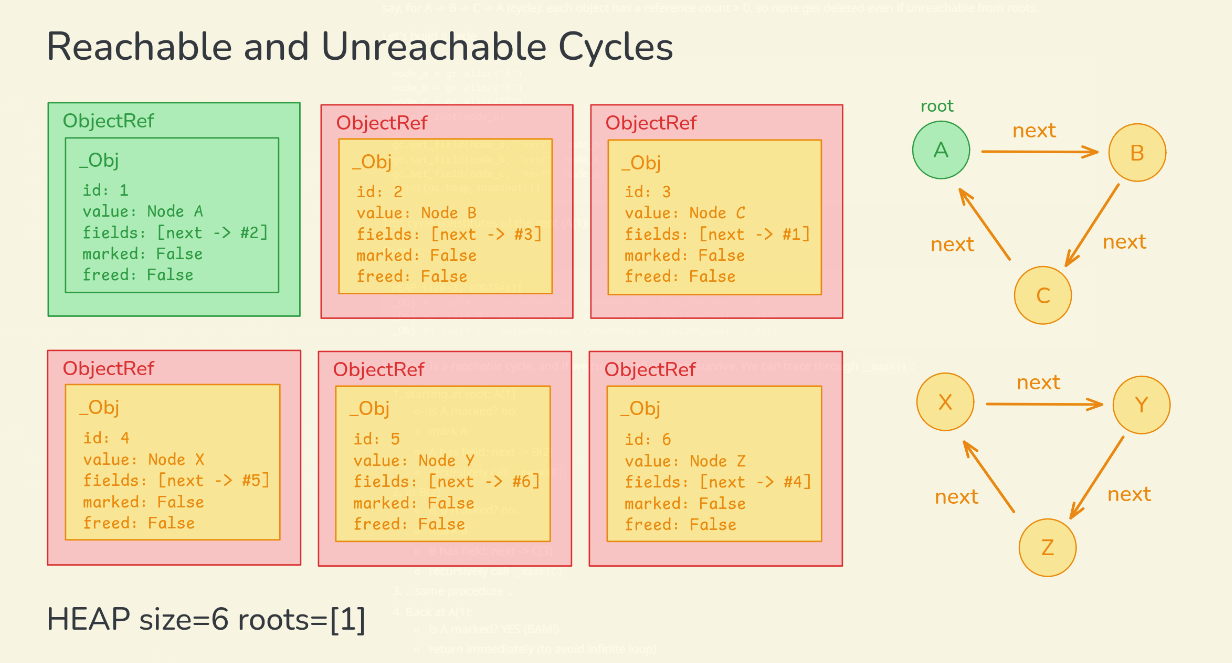 Reachable and Unreachable Cycles
ObjectRef
_Obj
id: 1
value: Node A
fields: [next -> #2]
marked: False
freed: False
ObjectRef
_Obj
id: 2
value: Node B
fields: [next -> #3]
marked: False
freed: False
ObjectRef
_Obj
id: 3
value: Node C
fields: [next -> #1]
marked: False
freed: False
root
A
next
B
next
C
next
ObjectRef
_Obj
id: 4
value: Node X
fields: [next -> #5]
marked: False
freed: False
ObjectRef
_Obj
id: 5
value: Node Y
fields: [next -> #6]
marked: False
freed: False
ObjectRef
_Obj
id: 6
value: Node Z
fields: [next -> #4]
marked: False
freed: False
X
next
Y
next
Z
next
HEAP size=6 roots=[1]